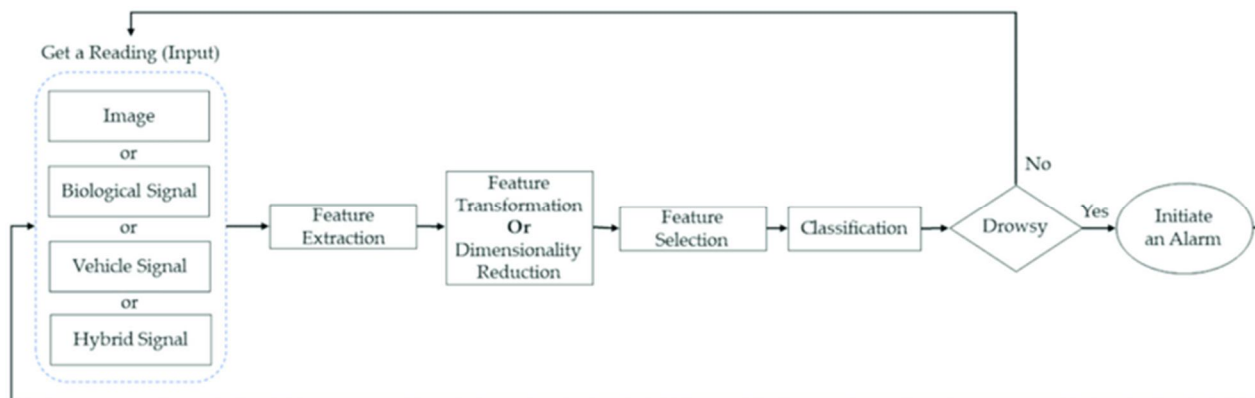 Get a Reading (Input)
Image
or
Biological Signal
or
Vehicle Signal
or
Hybrid Signal
Feature
Extraction
Feature
Transformation
Or
Dimensionality
Reduction
Feature
Selection
Classification
Drowsy
No
Yes
Initiate
an Alarm